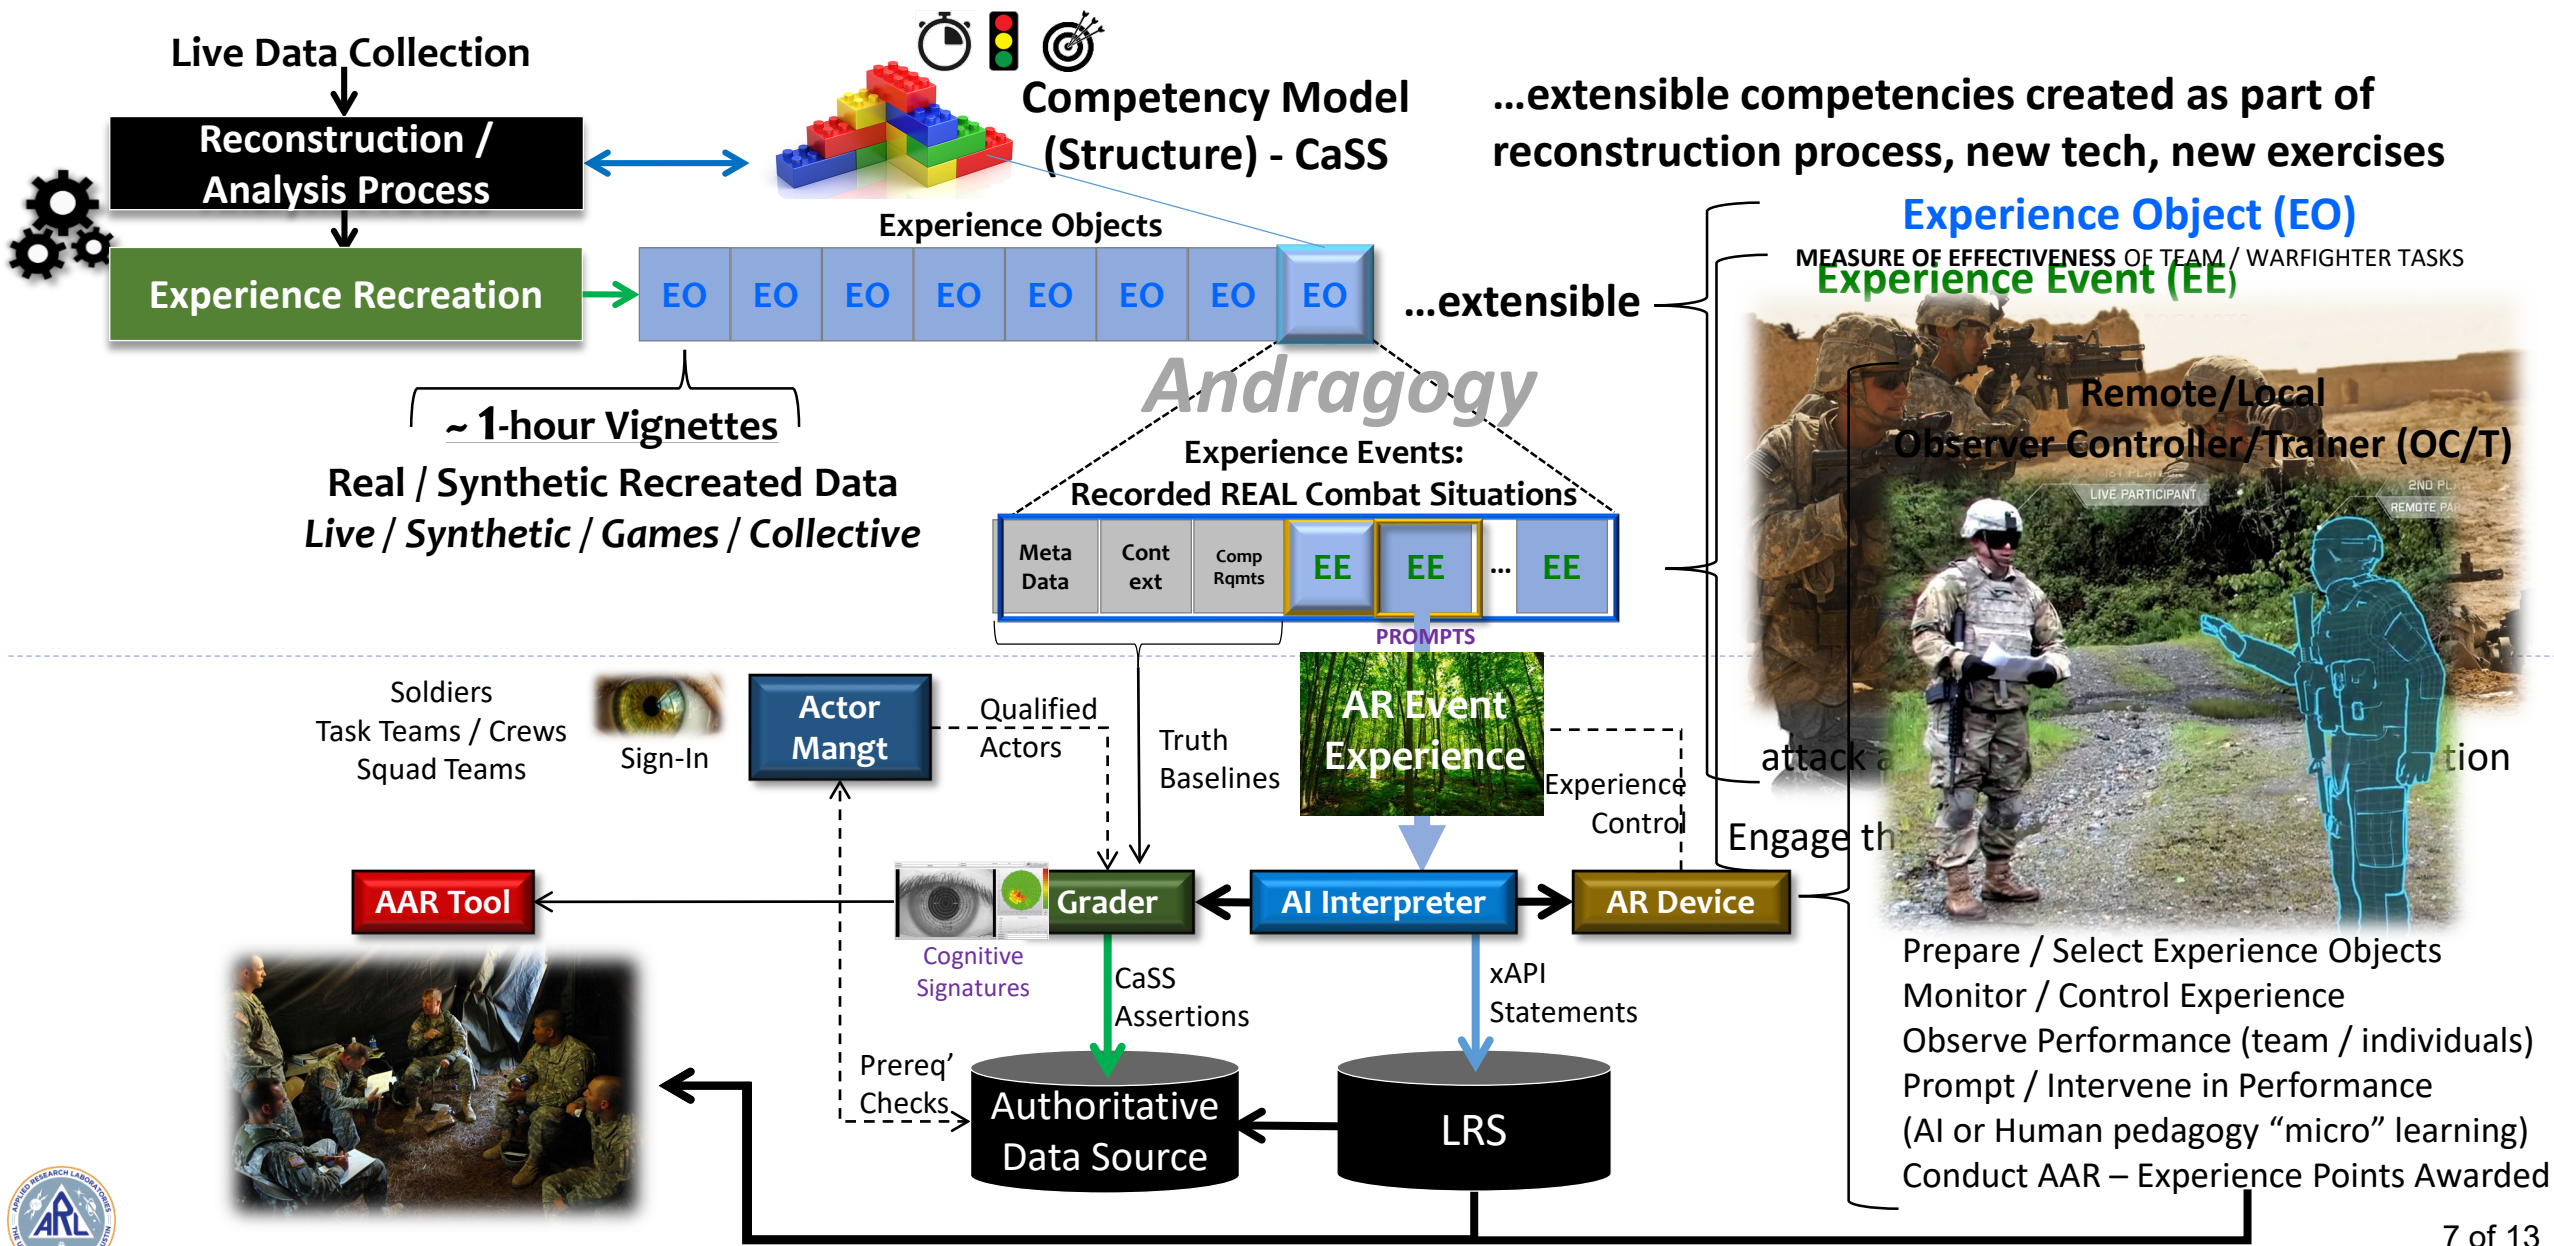 Live Data Collection
Reconstruction /
Analysis Process
Experience Recreation
Competency Model
(Structure) - CaSS
...extensible competencies created as part of
reconstruction process, new tech, new exercises
Experience Objects
EO EO EO EO EO EO EO EO
...extensible
Experience Object (EO)
MEASURE OF EFFECTIVENESS OF TEAM / WARFIGHTER TASKS
Experience Event (EE)
~ 1-hour Vignettes
Real / Synthetic Recreated Data
Live / Synthetic / Games / Collective
Andragogy
Experience Events:
Recorded REAL Combat Situations
Meta
Data
Cont
ext
Comp
Rqmts
EE EE ... EE
PROMPTS
Remote/Local
Observer Controller/Trainer (OC/T)
LIVE PARTICIPANT
2ND
REMOTE
Soldiers
Task Teams / Crews
Squad Teams
Sign-In
Actor
Mangt
Qualified
Actors
Truth
Baselines
AR Event
Experience
Experience
Control
attack
tion
Engage th
AAR Tool
Grader
AI Interpreter
AR Device
Cognitive
Signatures
CaSS
Assertions
xAPI
Statements
Prereq’
Checks
Authoritative
Data Source
LRS
Prepare / Select Experience Objects
Monitor / Control Experience
Observe Performance (team / individuals)
Prompt / Intervene in Performance
(AI or Human pedagogy “micro” learning)
Conduct AAR – Experience Points Awarded
APPLIED RESEARCH LABORATORIES
ARL
7 of 13